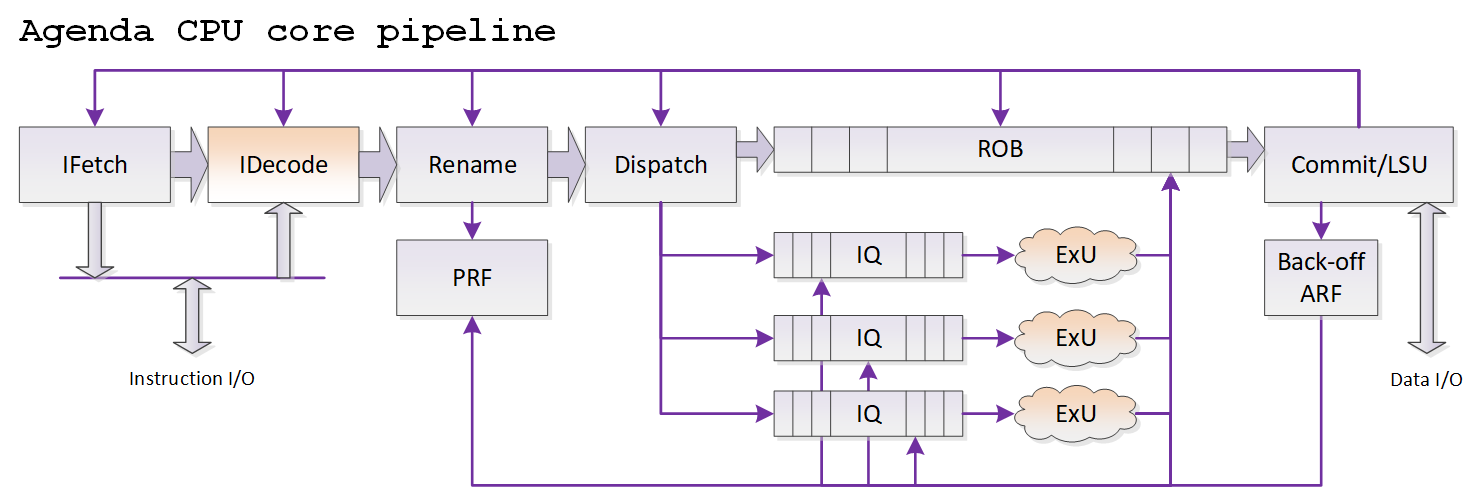 Agenda CPU core pipeline
IFetch
IDecode
Rename
Dispatch
ROB
Commit/LSU
PRF
IQ
ExU
Back-off
ARF
IQ
ExU
Instruction I/O
Data I/O
IQ
ExU